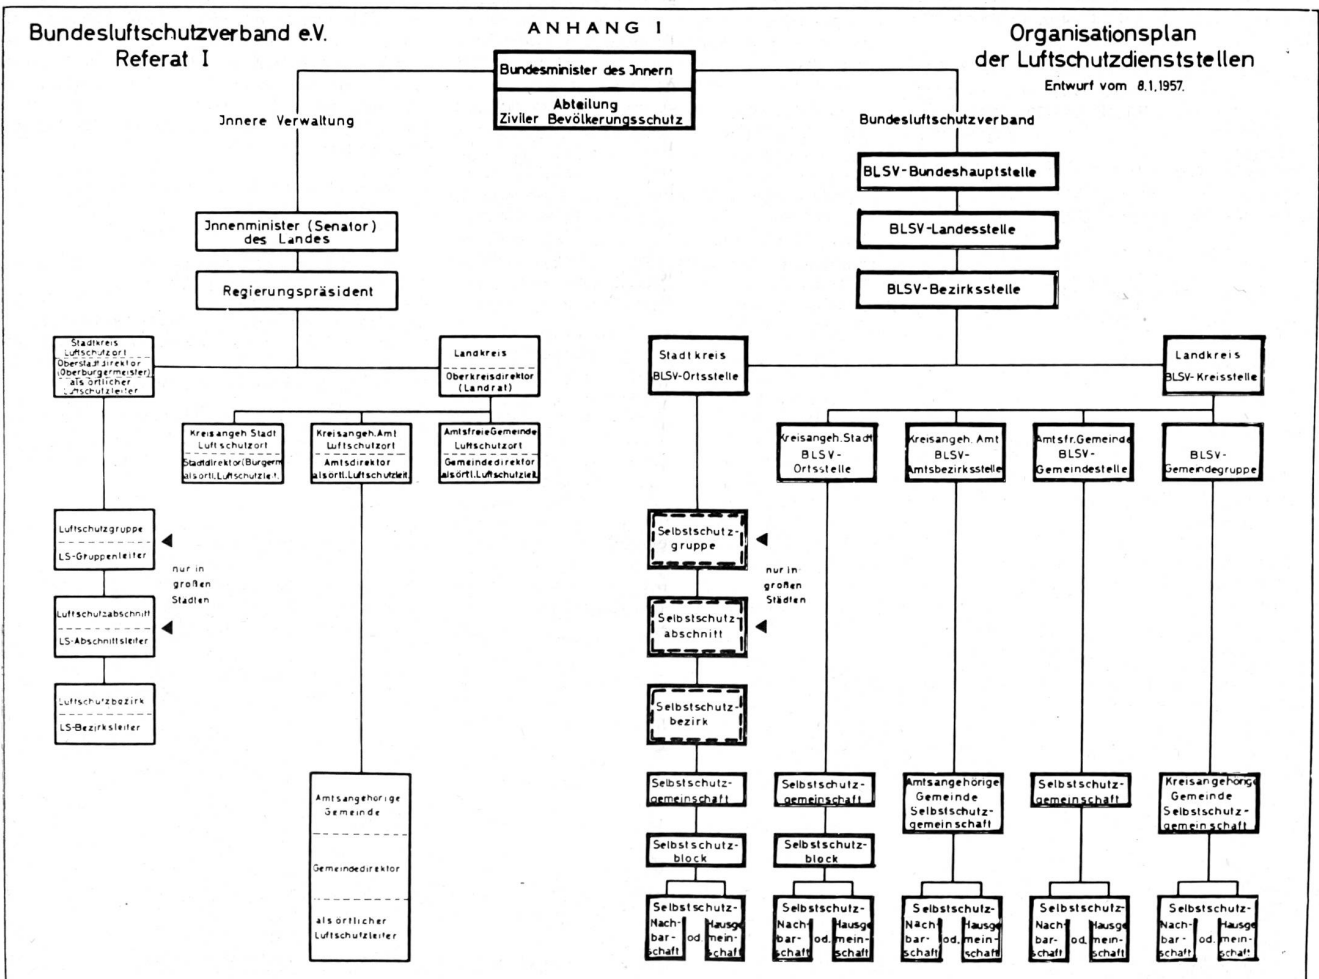 Bundesluftschutzverband e.V.
Referat I
ANHANG I
Organisationsplan
der Luftschutzdienststellen
Entwurf vom 8.1.1957.
Bundesminister des Jnnern
Abteilung
Ziviler Bevölkerungsschutz
Jnnere Verwaltung
Bundesluftschutzverband
BLSV-Bundeshauptstelle
Jnnenminister (Senator)
des Landes
BLSV-Landesstelle
Regierungspräsident
BLSV-Bezirksstelle
Stadtkreis
Luftschutzort
Oberstadtdirektor
(Oberbürgermeister)
als örtlicher
Luftschutzleiter
Landkreis
Oberkreisdirektor
(Landrat)
Stadtkreis
BLSV-Ortsstelle
Landkreis
BLSV-Kreisstelle
Kreisangeh. Stadt
Luftschutzort
Stadtdirektor(Bürgerm
als örtl. Luftschutzleit.
Kreisangeh. Amt
Luftschutzort
Amtsdirektor
als örtl. Luftschutzleit.
Amtsfreie Gemeinde
Luftschutzort
Gemeindedirektor
als örtl. Luftschutzleit.
Kreisangeh. Stadt
BLSV-
Ortsstelle
Kreisangeh. Amt
BLSV-
Amtsbezirksstelle
Amtsfr. Gemeinde
BLSV-
Gemeindestelle
BLSV-
Gemeindegruppe
Luftschutzgruppe
LS-Gruppenleiter
nur in
großen
Städten
Luftschutzabschnitt
LS-Abschnittsleiter
Luftschutzbezirk
LS-Bezirksleiter
Selbstschutz-
gruppe
nur in
großen
Städten
Selbstschutz-
abschnitt
Selbstschutz-
bezirk
Amtsangehörige
Gemeinde
Gemeindedirektor
als örtlicher
Luftschutzleiter
Selbstschutz-
gemeinschaft
Selbstschutz-
gemeinschaft
Amtsangehörige
Gemeinde
Selbstschutz-
gemeinschaft
Selbstschutz-
gemeinschaft
Kreisangehörige
Gemeinde
Selbstschutz-
gemeinschaft
Selbstschutz-
block
Selbstschutz-
block
Selbstschutz-
Nach-
bar-
schaft
od.
Hausge
mein-
schaft
Selbstschutz-
Nach-
bar-
schaft
od.
Hausge
mein-
schaft
Selbstschutz-
Nach-
bar-
schaft
od.
Hausge
mein-
schaft
Selbstschutz-
Nach-
bar-
schaft
od.
Hausge
mein-
schaft
Selbstschutz-
Nach-
bar-
schaft
od.
Hausge
mein-
schaft